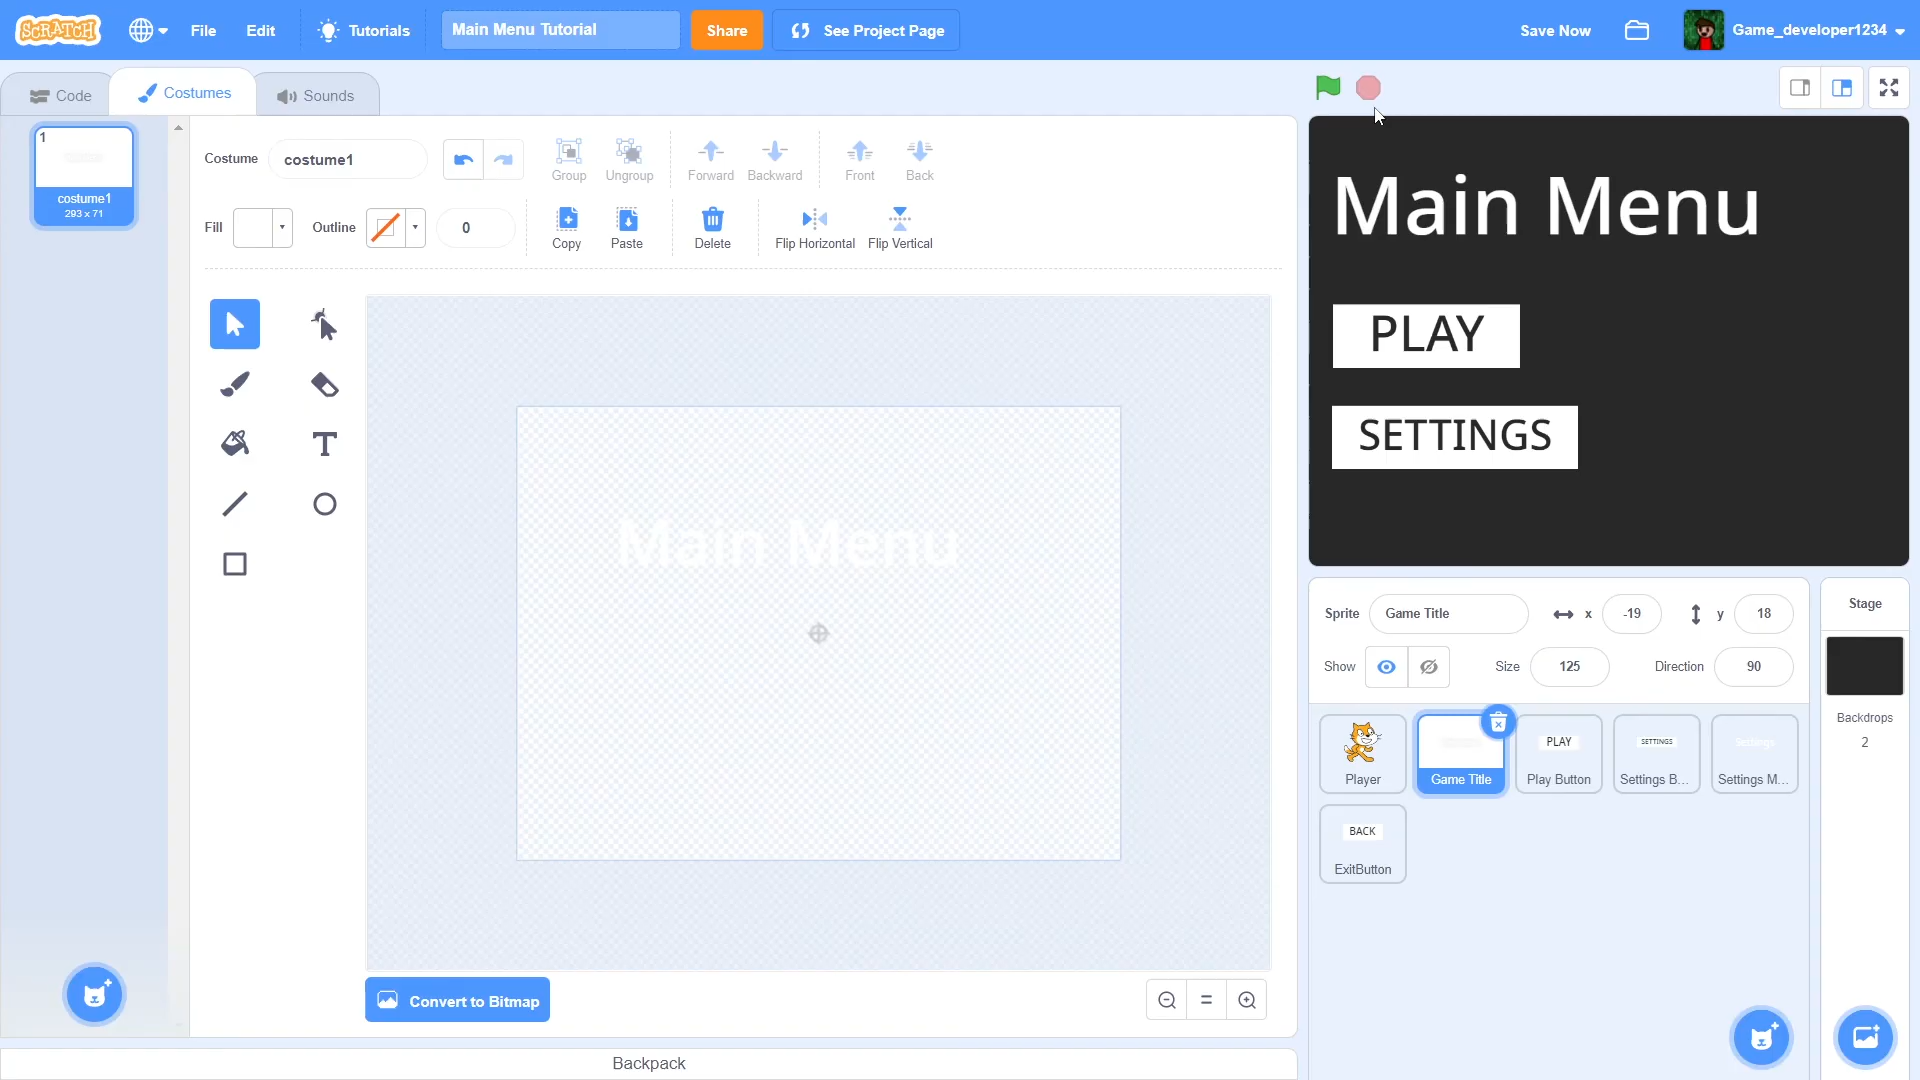 SCRATCH
File
Edit
Tutorials
Main Menu Tutorial
Share
See Project Page
Save Now
Game_developer1234
Code
Costumes
Sounds
1
costume1
293 x 71
Costume
costume1
Group
Ungroup
Forward
Backward
Front
Back
Fill
Outline
0
Copy
Paste
Delete
Flip Horizontal
Flip Vertical
T
Main Menu
Convert to Bitmap
Backpack
Main Menu
PLAY
SETTINGS
Sprite
Game Title
x
-19
y
18
Show
Size
125
Direction
90
Player
Game Title
PLAY
Play Button
SETTINGS
Settings B...
Settings
Settings M...
BACK
ExitButton
Stage
Backdrops
2